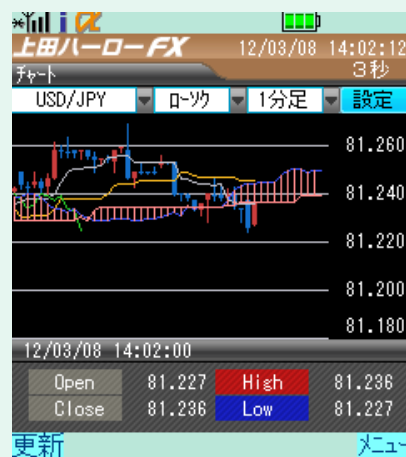 i
上田ハーローFX 12/03/08 14:02:12
ﾁｬｰﾄ 3秒
USD/JPY ﾛｰｿｸ 1分足 設定
81.260
81.240
81.220
81.200
81.180
12/03/08 14:02:00
Open 81.227 High 81.236
Close 81.236 Low 81.227
更新 ﾒﾆｭｰ